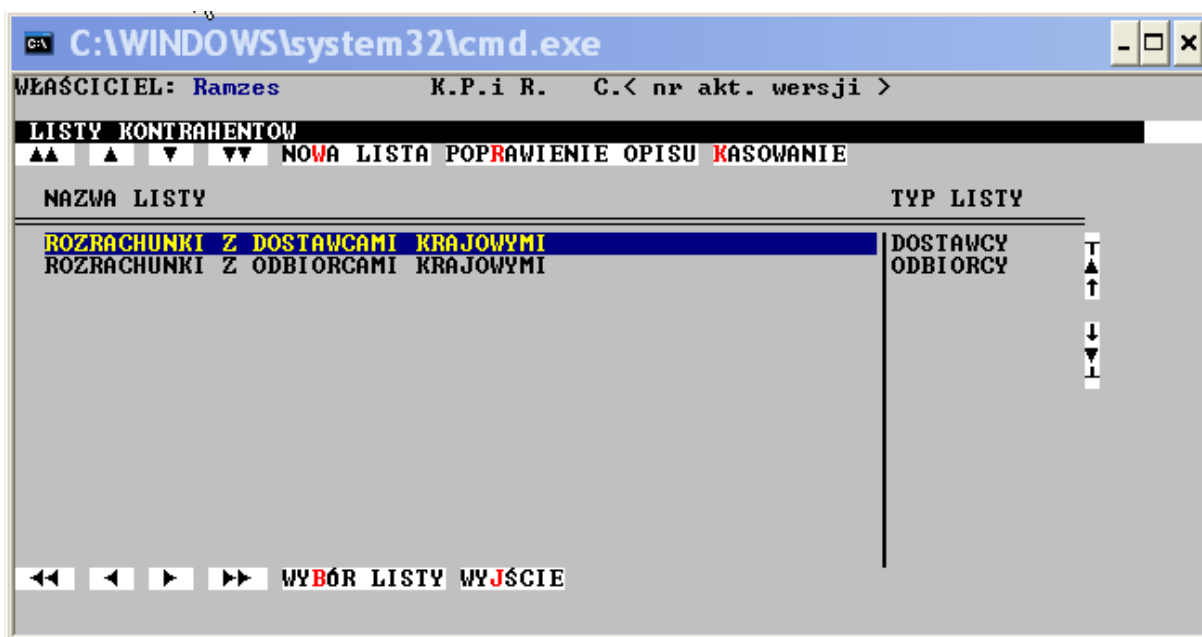 C:\WINDOWS\system32\cmd.exe
WŁAŚCICIEL: Ramzes K.P.i R. C.< nr akt. wersji >
LISTY KONTRAHENTOW
NOWA LISTA POPRAWIENIE OPISU KASOWANIE
NAZWA LISTY TYP LISTY
ROZRACHUNKI Z DOSTAWCAMI KRAJOWYMI DOSTAWCY
ROZRACHUNKI Z ODBIORCAMI KRAJOWYMI ODBIORCY
WYBÓR LISTY WYJŚCIE